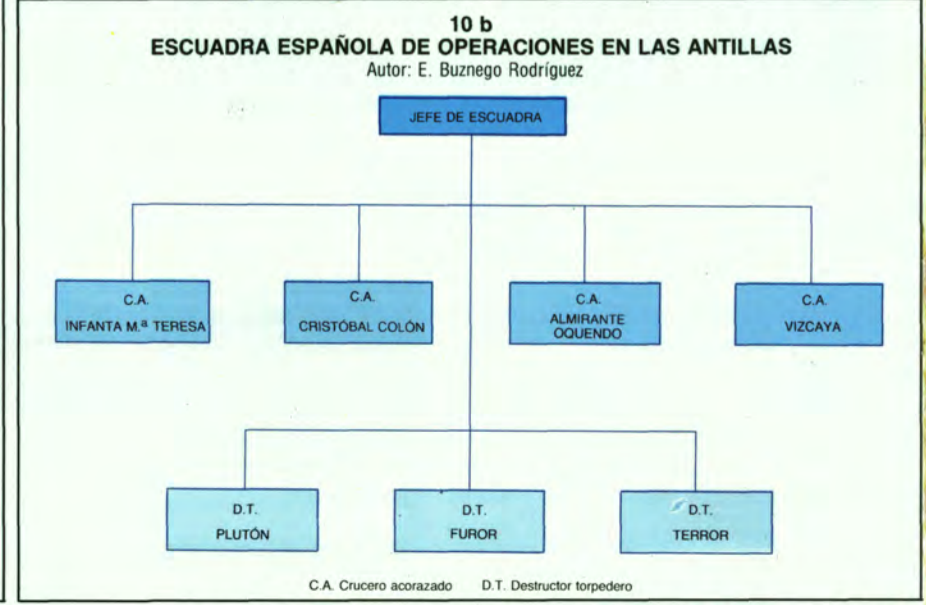 10 b
ESCUADRA ESPAÑOLA DE OPERACIONES EN LAS ANTILLAS
Autor: E. Buznego Rodríguez
JEFE DE ESCUADRA
C.A.
INFANTA M.ª TERESA
C.A.
CRISTÓBAL COLÓN
C.A.
ALMIRANTE
OQUENDO
C.A.
VIZCAYA
D.T.
PLUTÓN
D.T.
FUROR
D.T.
TERROR
C.A. Crucero acorazado D.T. Destructor torpedero